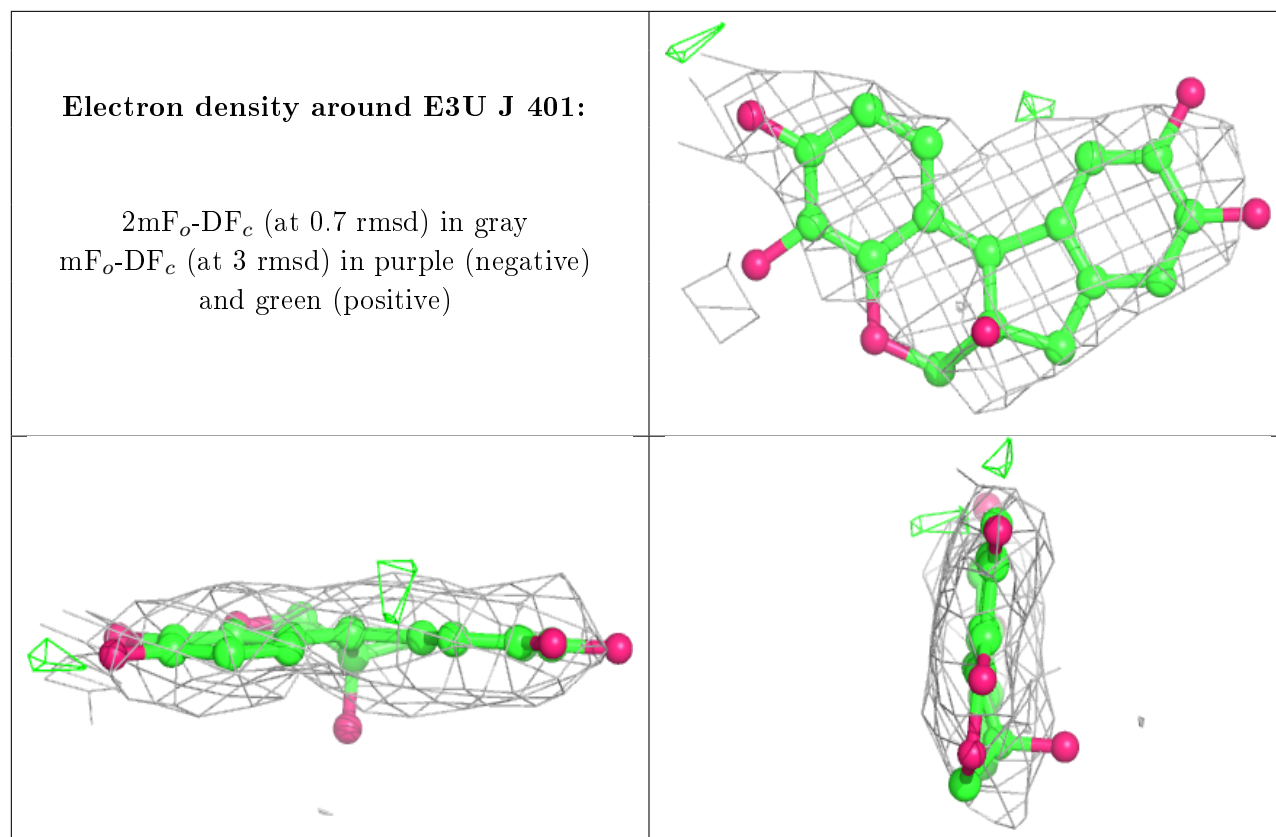 Electron density around E3U J 401:
2mFo-DFc (at 0.7 rmsd) in gray
mFo-DFc (at 3 rmsd) in purple (negative)
and green (positive)